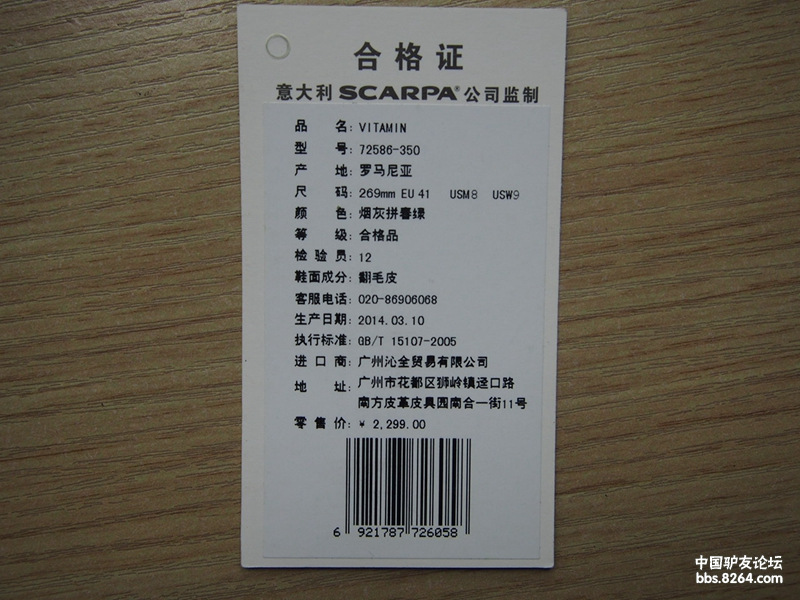 合格证
意大利SCARPA®公司监制
品 名: VITAMIN
型 号: 72586-350
产 地: 罗马尼亚
尺 码: 269mm EU 41 USM8 USW9
颜 色: 烟灰拼春绿
等 级: 合格品
检 验 员: 12
鞋面成分: 翻毛皮
客服电话: 020-86906068
生产日期: 2014.03.10
执行标准: GB/T 15107-2005
进 口 商: 广州沁全贸易有限公司
地 址: 广州市花都区狮岭镇迳口路
南方皮革皮具园南合一街11号
零 售 价: ¥ 2,299.00
6 921787 726058
中国驴友论坛
bbs.8264.com